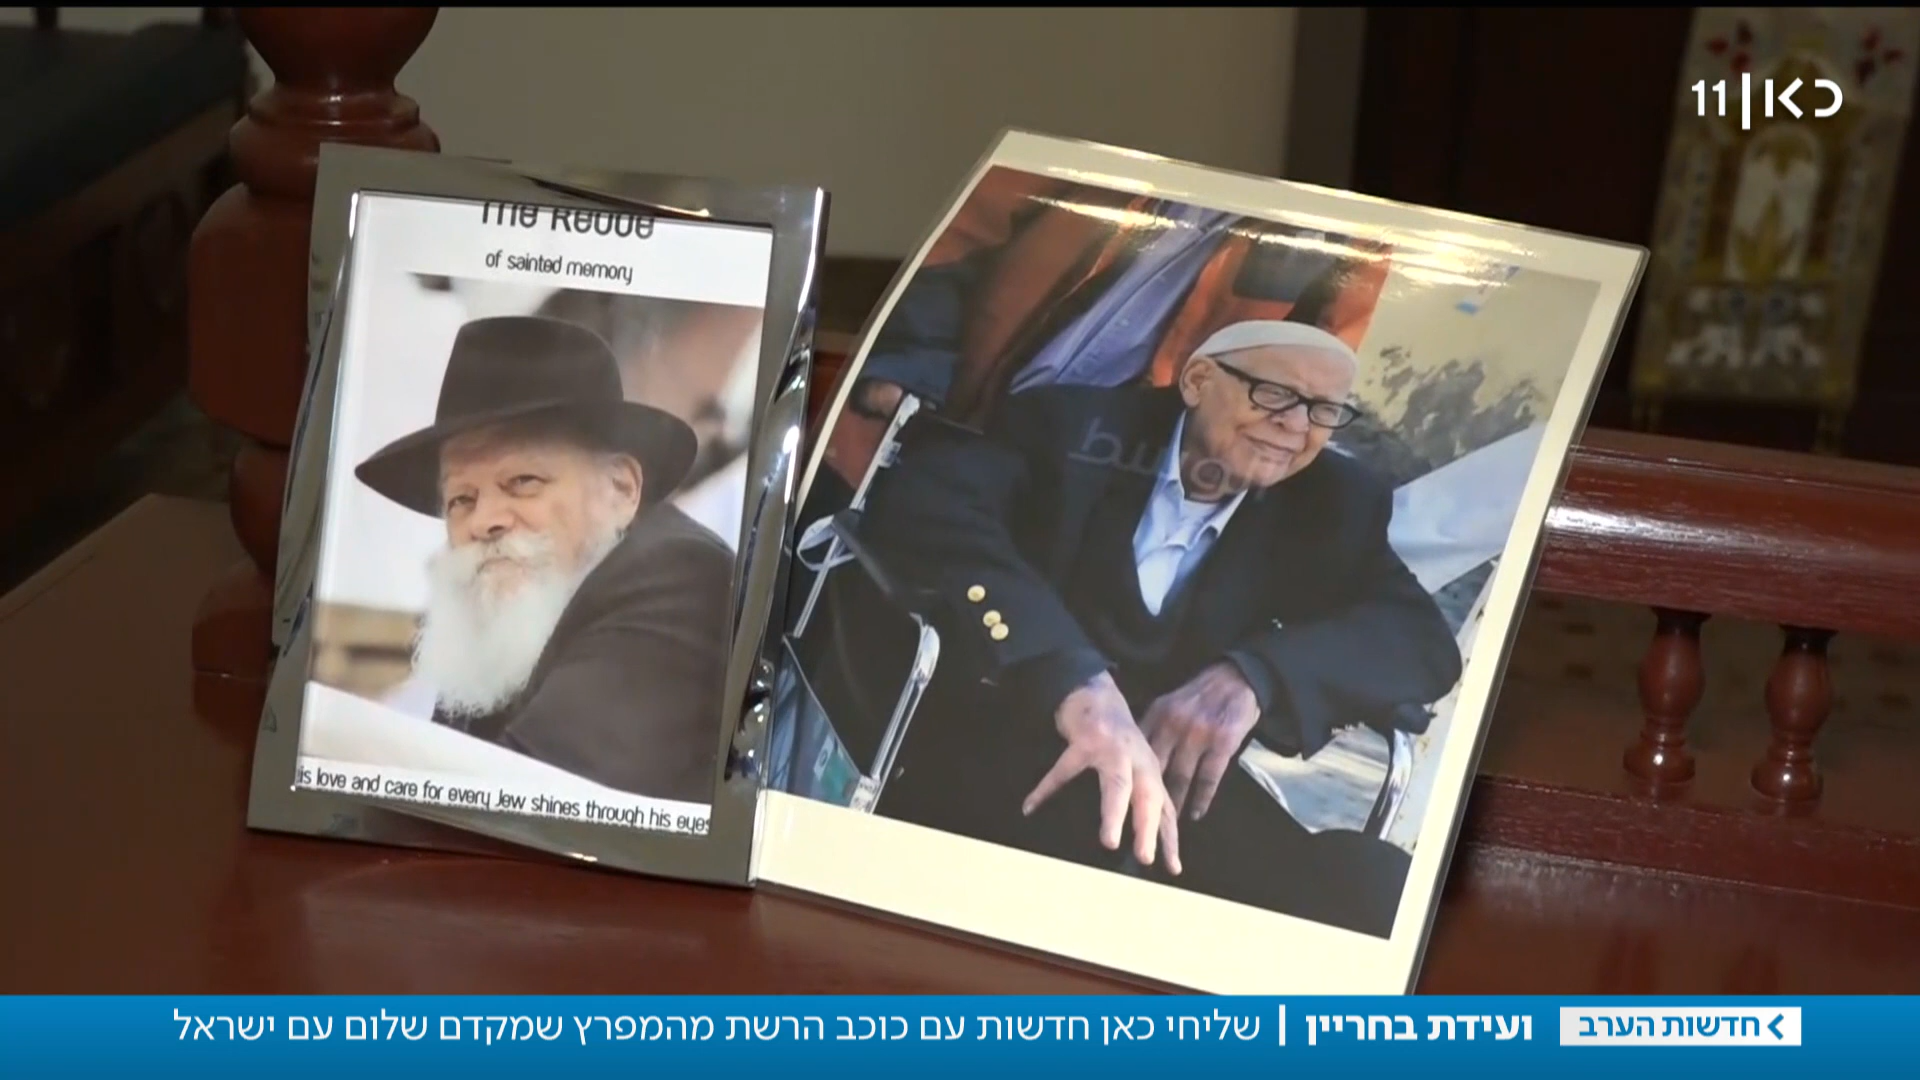 כאן|11
The Rebbe
of sainted memory
is love and care for every Jew shines through his eyes
الوسط
חדשות הערב
ועידת בחריין | שליחי כאן חדשות עם כוכב הרשת מהמפרץ שמקדם שלום עם ישראל